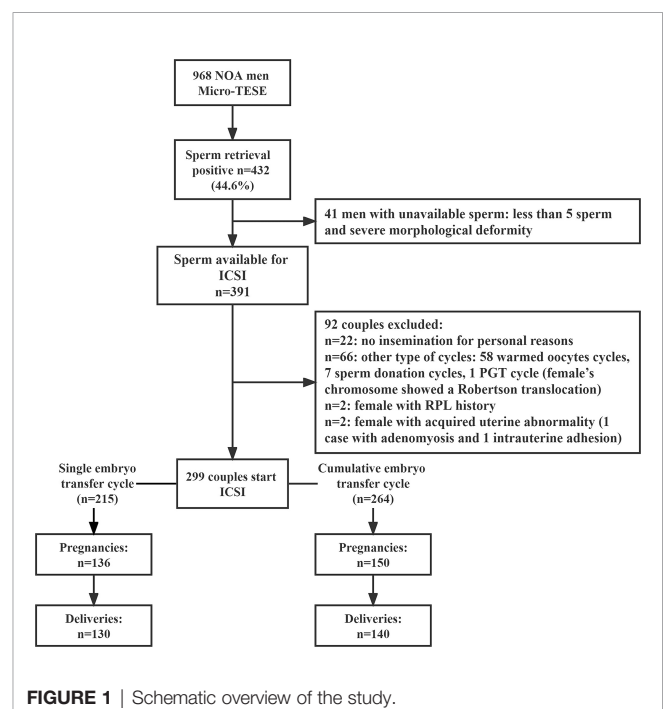 968 NOA men
Micro-TESE
Sperm retrieval
positive n=432
(44.6%)
41 men with unavailable sperm: less than 5 sperm
and severe morphological deformity
Sperm available for
ICSI
n=391
92 couples excluded:
n=22: no insemination for personal reasons
n=66: other type of cycles: 58 warmed oocytes cycles,
7 sperm donation cycles, 1 PGT cycle (female's
chromosome showed a Robertson translocation)
n=2: female with RPL history
n=2: female with acquired uterine abnormality (1
case with adenomyosis and 1 intrauterine adhesion)
299 couples start
ICSI
Single embryo
transfer cycle
(n=215)
Cumulative embryo
transfer cycle
(n=264)
Pregnancies:
n=136
Pregnancies:
n=150
Deliveries:
n=130
Deliveries:
n=140
FIGURE 1 | Schematic overview of the study.